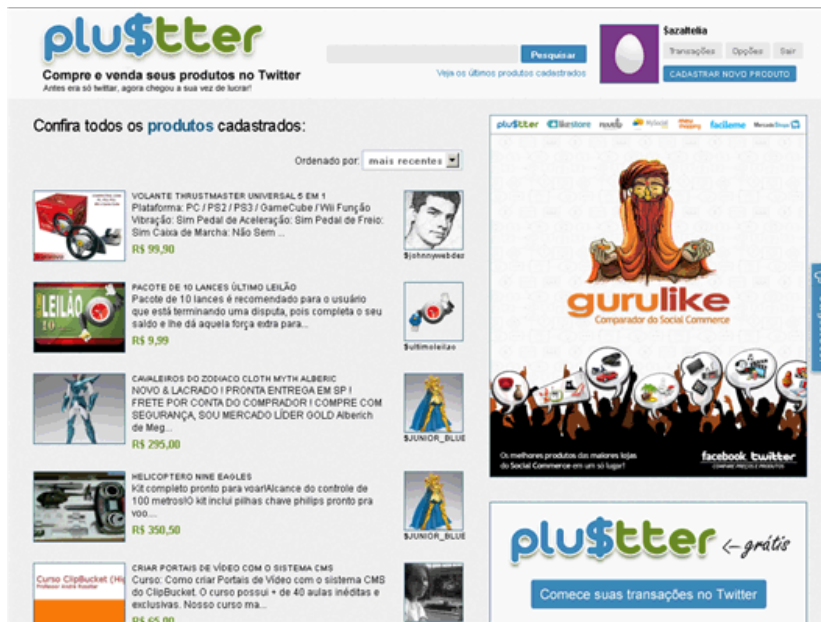 plu$tter
Compre e venda seus produtos no Twitter
Antes era só twittar, agora chegou a sua vez de lucrar!
Pesquisar
Veja os últimos produtos cadastrados
$azaltelia
Transações Opções Sair
CADASTRAR NOVO PRODUTO
Confira todos os produtos cadastrados:
Ordenado por: mais recentes
VOLANTE THRUSTMASTER UNIVERSAL 5 EM 1
Plataforma: PC / PS2 / PS3 / GameCube / Wii Função
Vibração: Sim Pedal de Aceleração: Sim Pedal de Freio:
Sim Caixa de Marcha: Não Sem ...
R$ 99,90
$johnnywebdes
PACOTE DE 10 LANCES ÚLTIMO LEILÃO
Pacote de 10 lances é recomendado para o usuário
que está terminando uma disputa, pois completa o seu
saldo e lhe dá aquela força extra para...
R$ 9,99
LEILÃO
10
$ultimoleilao
CAVALEIROS DO ZODIACO CLOTH MYTH ALBERIC
NOVO & LACRADO ! PRONTA ENTREGA EM SP !
FRETE POR CONTA DO COMPRADOR ! COMPRE COM
SEGURANÇA, SOU MERCADO LÍDER GOLD Alberich
de Meg...
R$ 295,00
$JUNIOR_BLUE
HELICOPTERO NINE EAGLES
Kit completo pronto para voar!Alcance do controle de
100 metros!O kit inclui pilhas chave philips pronto pra
voo....
R$ 350,50
$JUNIOR_BLUE
Curso ClipBucket (Hi
CRIAR PORTAIS DE VÍDEO COM O SISTEMA CMS
Curso: Como criar Portais de Vídeo com o sistema CMS
do ClipBucket. O curso possui + de 40 aulas inéditas e
exclusivas. Nosso curso ma...
R$ 65,00
plu$tter likestore facileme
gurulike
Comparador do Social Commerce
Os melhores produtos das maiores lojas
do Social Commerce em um só lugar!
facebook twitter
COMPARE PREÇOS E PRODUTOS
plu$tter <- grátis
Comece suas transações no Twitter